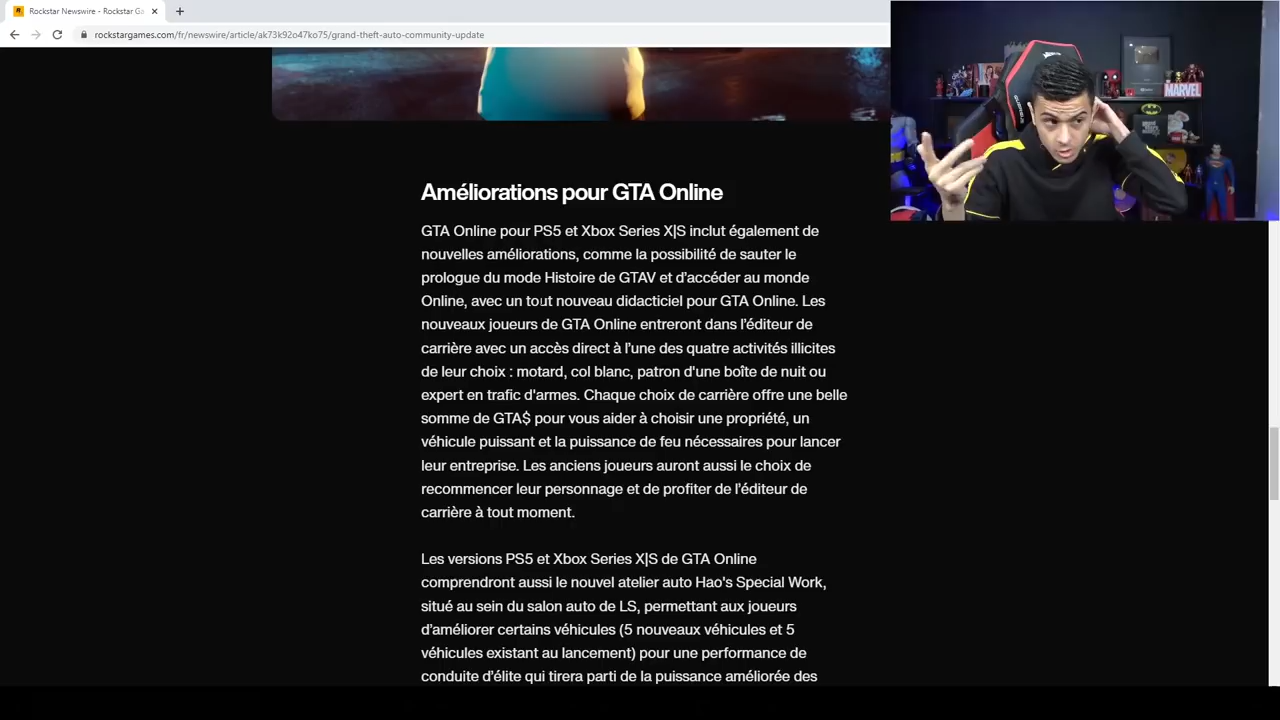 Rockstar Newswire - Rockstar Ga
rockstargames.com/fr/newswire/article/ak73k92o47ko75/grand-theft-auto-community-update
MARVEL
Améliorations pour GTA Online
GTA Online pour PS5 et Xbox Series X|S inclut également de
nouvelles améliorations, comme la possibilité de sauter le
prologue du mode Histoire de GTAV et d'accéder au monde
Online, avec un tout nouveau didacticiel pour GTA Online. Les
nouveaux joueurs de GTA Online entreront dans l'éditeur de
carrière avec un accès direct à l'une des quatre activités illicites
de leur choix : motard, col blanc, patron d'une boîte de nuit ou
expert en trafic d'armes. Chaque choix de carrière offre une belle
somme de GTA$ pour vous aider à choisir une propriété, un
véhicule puissant et la puissance de feu nécessaires pour lancer
leur entreprise. Les anciens joueurs auront aussi le choix de
recommencer leur personnage et de profiter de l'éditeur de
carrière à tout moment.
Les versions PS5 et Xbox Series X|S de GTA Online
comprendront aussi le nouvel atelier auto Hao's Special Work,
situé au sein du salon auto de LS, permettant aux joueurs
d'améliorer certains véhicules (5 nouveaux véhicules et 5
véhicules existant au lancement) pour une performance de
conduite d'élite qui tirera parti de la puissance améliorée des